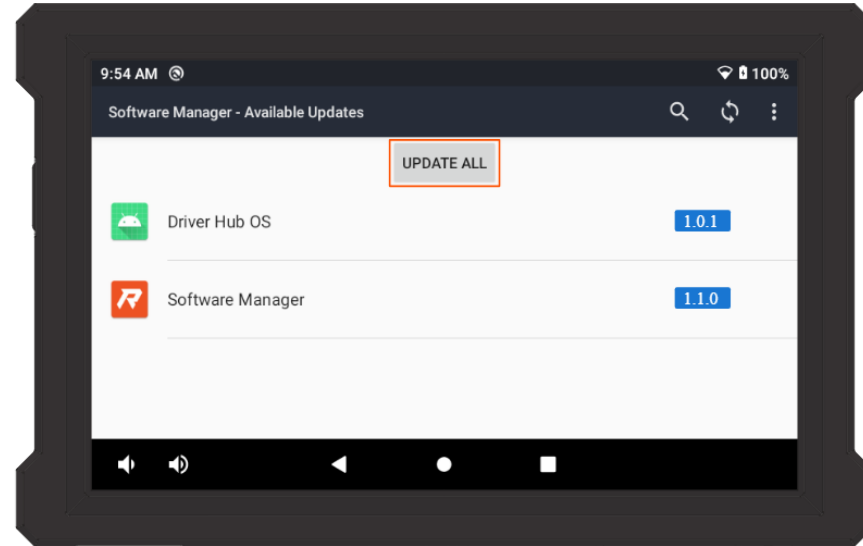 9:54 AM 100%
Software Manager - Available Updates
UPDATE ALL
Driver Hub OS 1.0.1
Software Manager 1.1.0